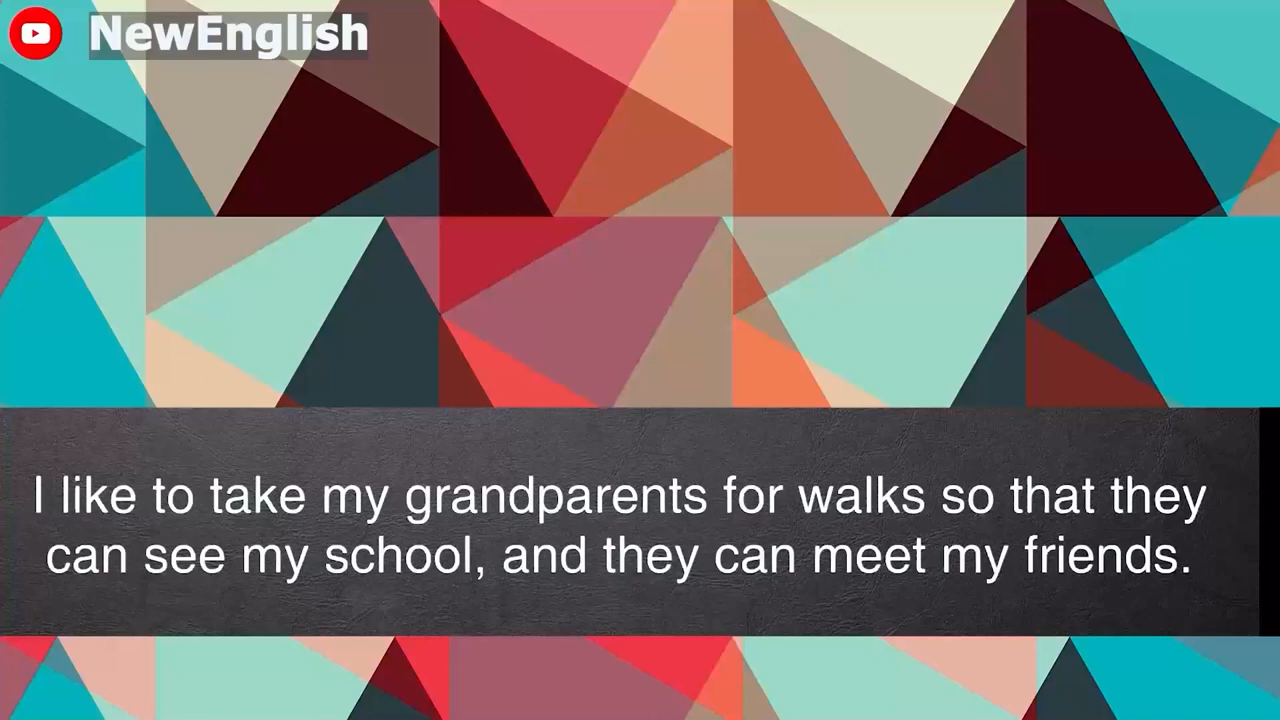 NewEnglish
I like to take my grandparents for walks so that they
can see my school, and they can meet my friends.